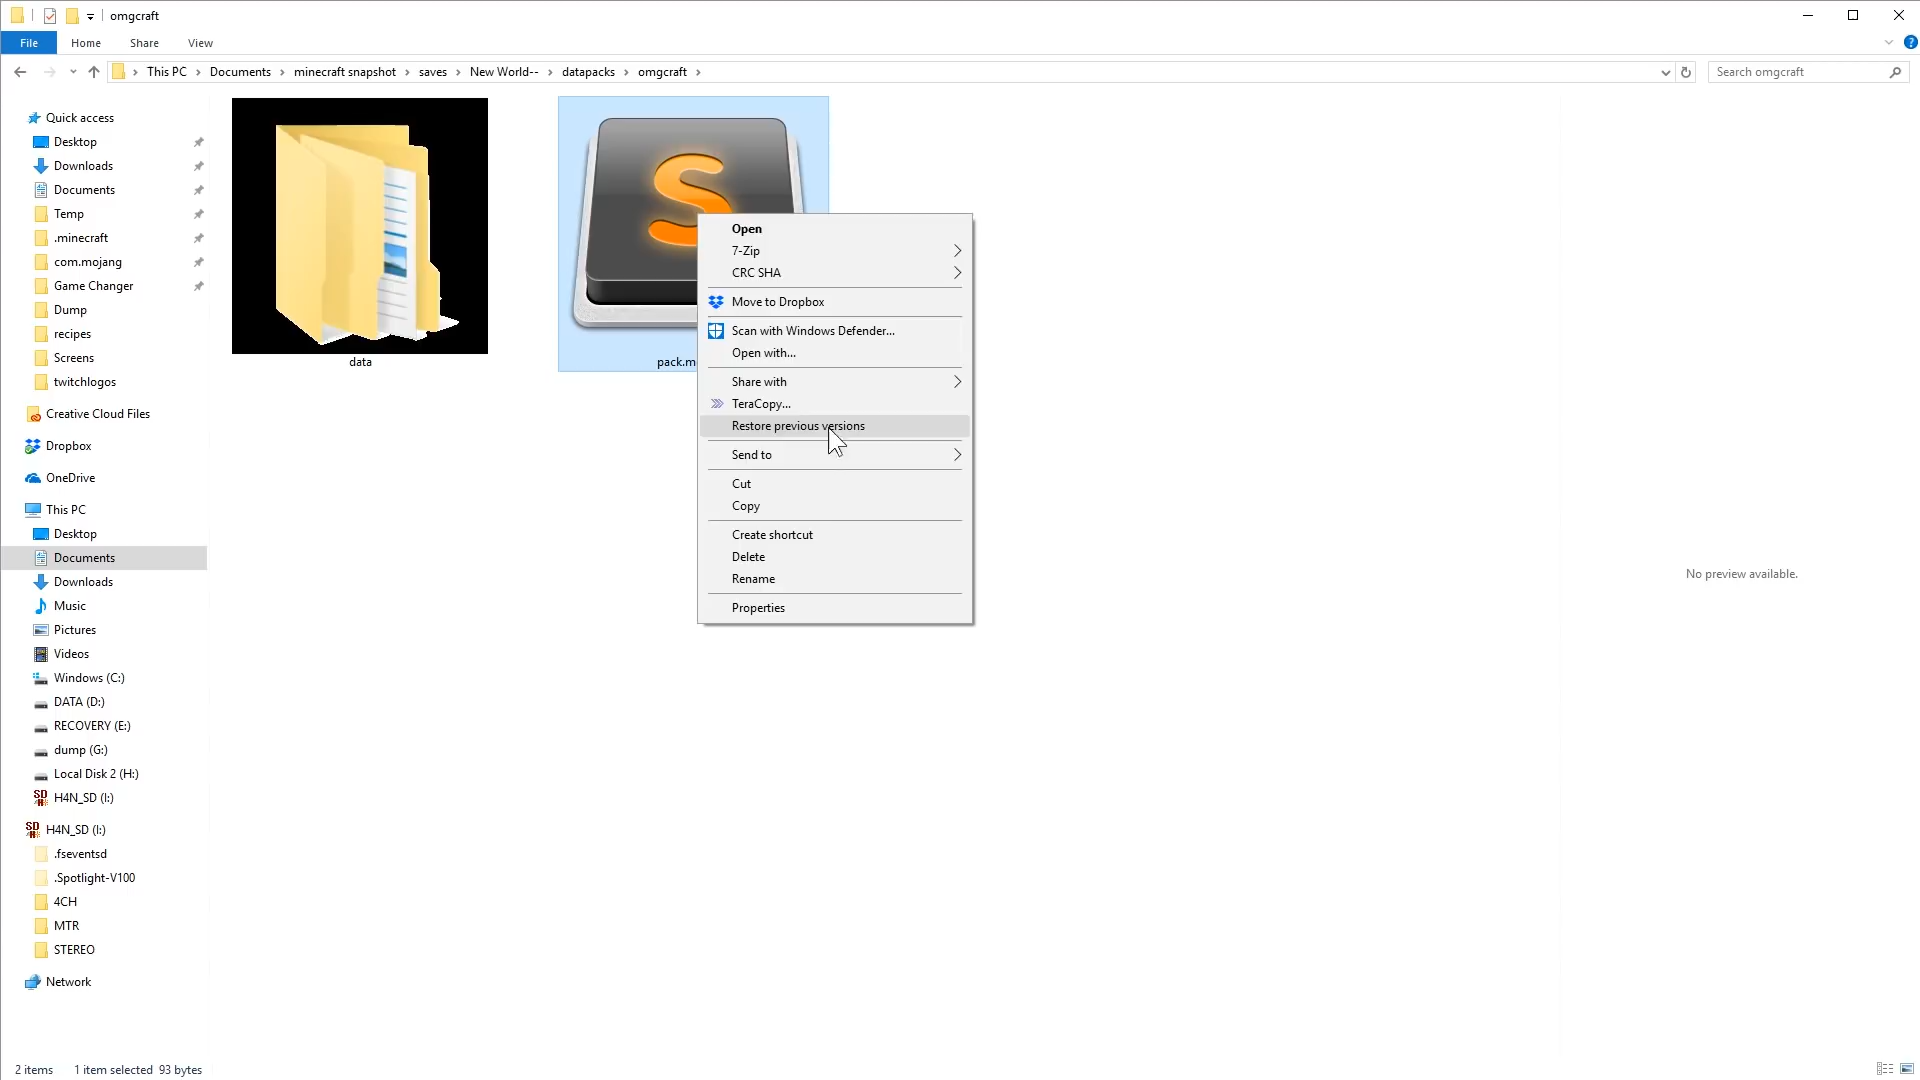 omgcraft
File Home Share View
This PC Documents minecraft snapshot saves New World-- datapacks omgcraft
Search omgcraft
Quick access
Desktop
Downloads
Documents
Temp
.minecraft
com.mojang
Game Changer
Dump
recipes
Screens
twitchlogos
Creative Cloud Files
Dropbox
OneDrive
This PC
Desktop
Documents
Downloads
Music
Pictures
Videos
Windows (C:)
DATA (D:)
RECOVERY (E:)
dump (G:)
Local Disk 2 (H:)
H4N_SD (I:)
H4N_SD (I:)
.fseventsd
.Spotlight-V100
4CH
MTR
STEREO
Network
data
S
pack.m
Open
7-Zip
CRC SHA
Move to Dropbox
Scan with Windows Defender...
Open with...
Share with
TeraCopy...
Restore previous versions
Send to
Cut
Copy
Create shortcut
Delete
Rename
Properties
No preview available.
2 items 1 item selected 93 bytes